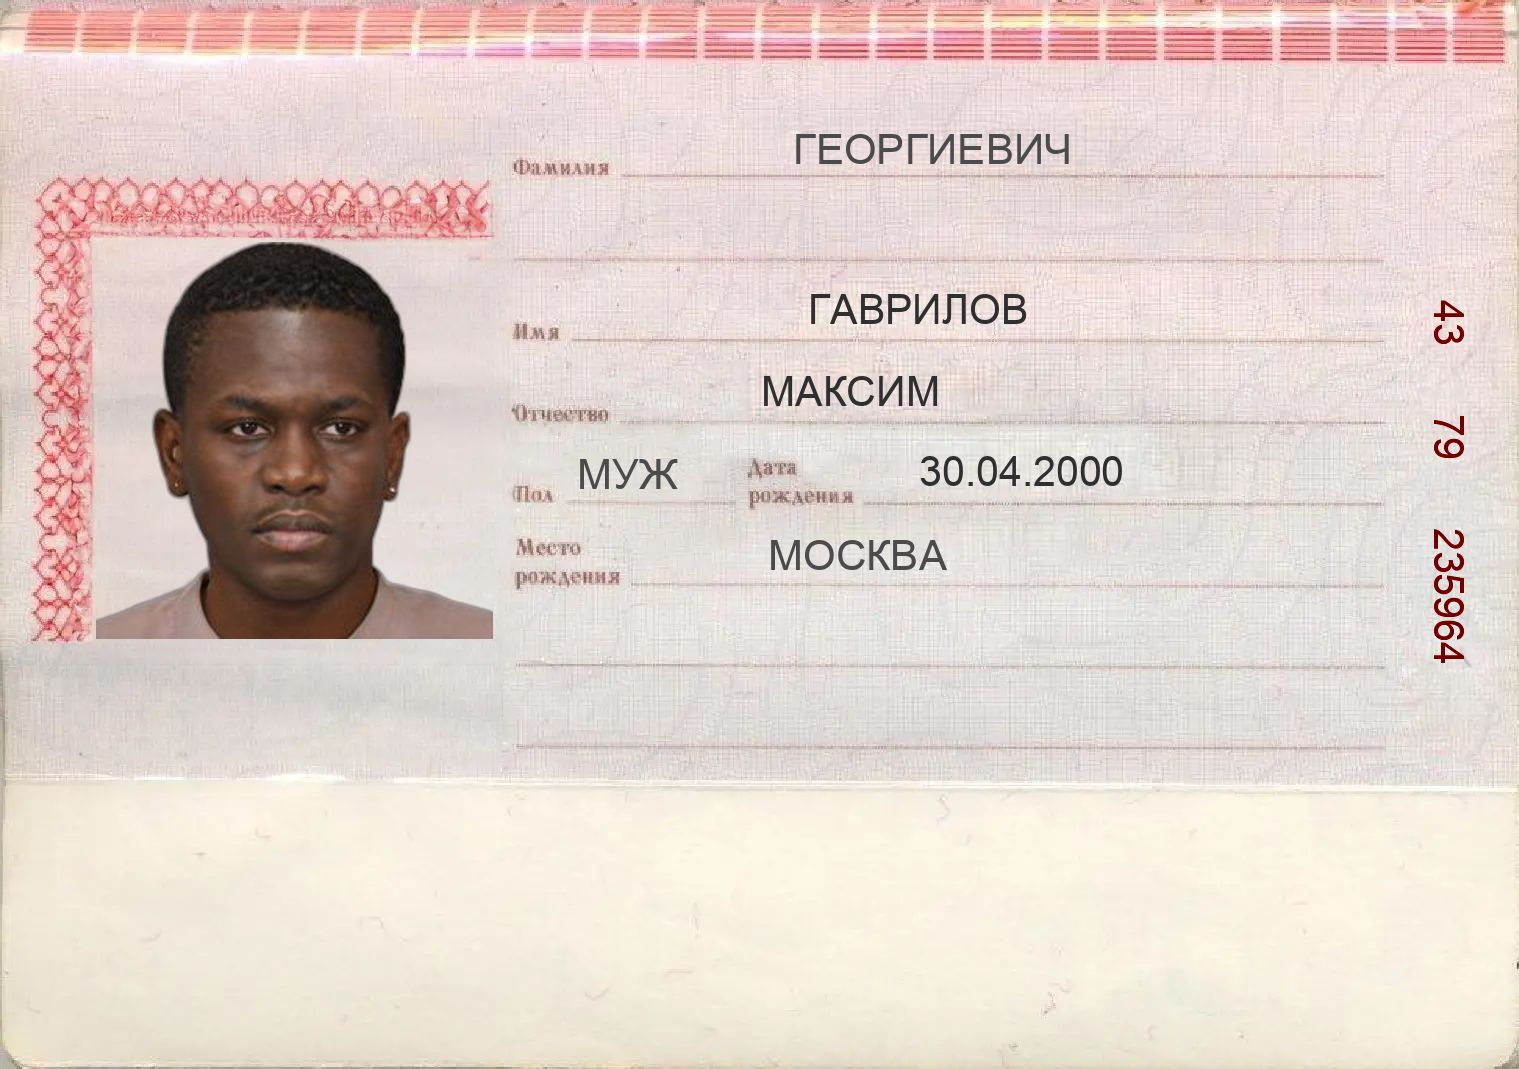 Фамилия ГЕОРГИЕВИЧ
Имя ГАВРИЛОВ
Отчество МАКСИМ
Пол МУЖ Дата рождения 30.04.2000
Место рождения МОСКВА
43 79 235964